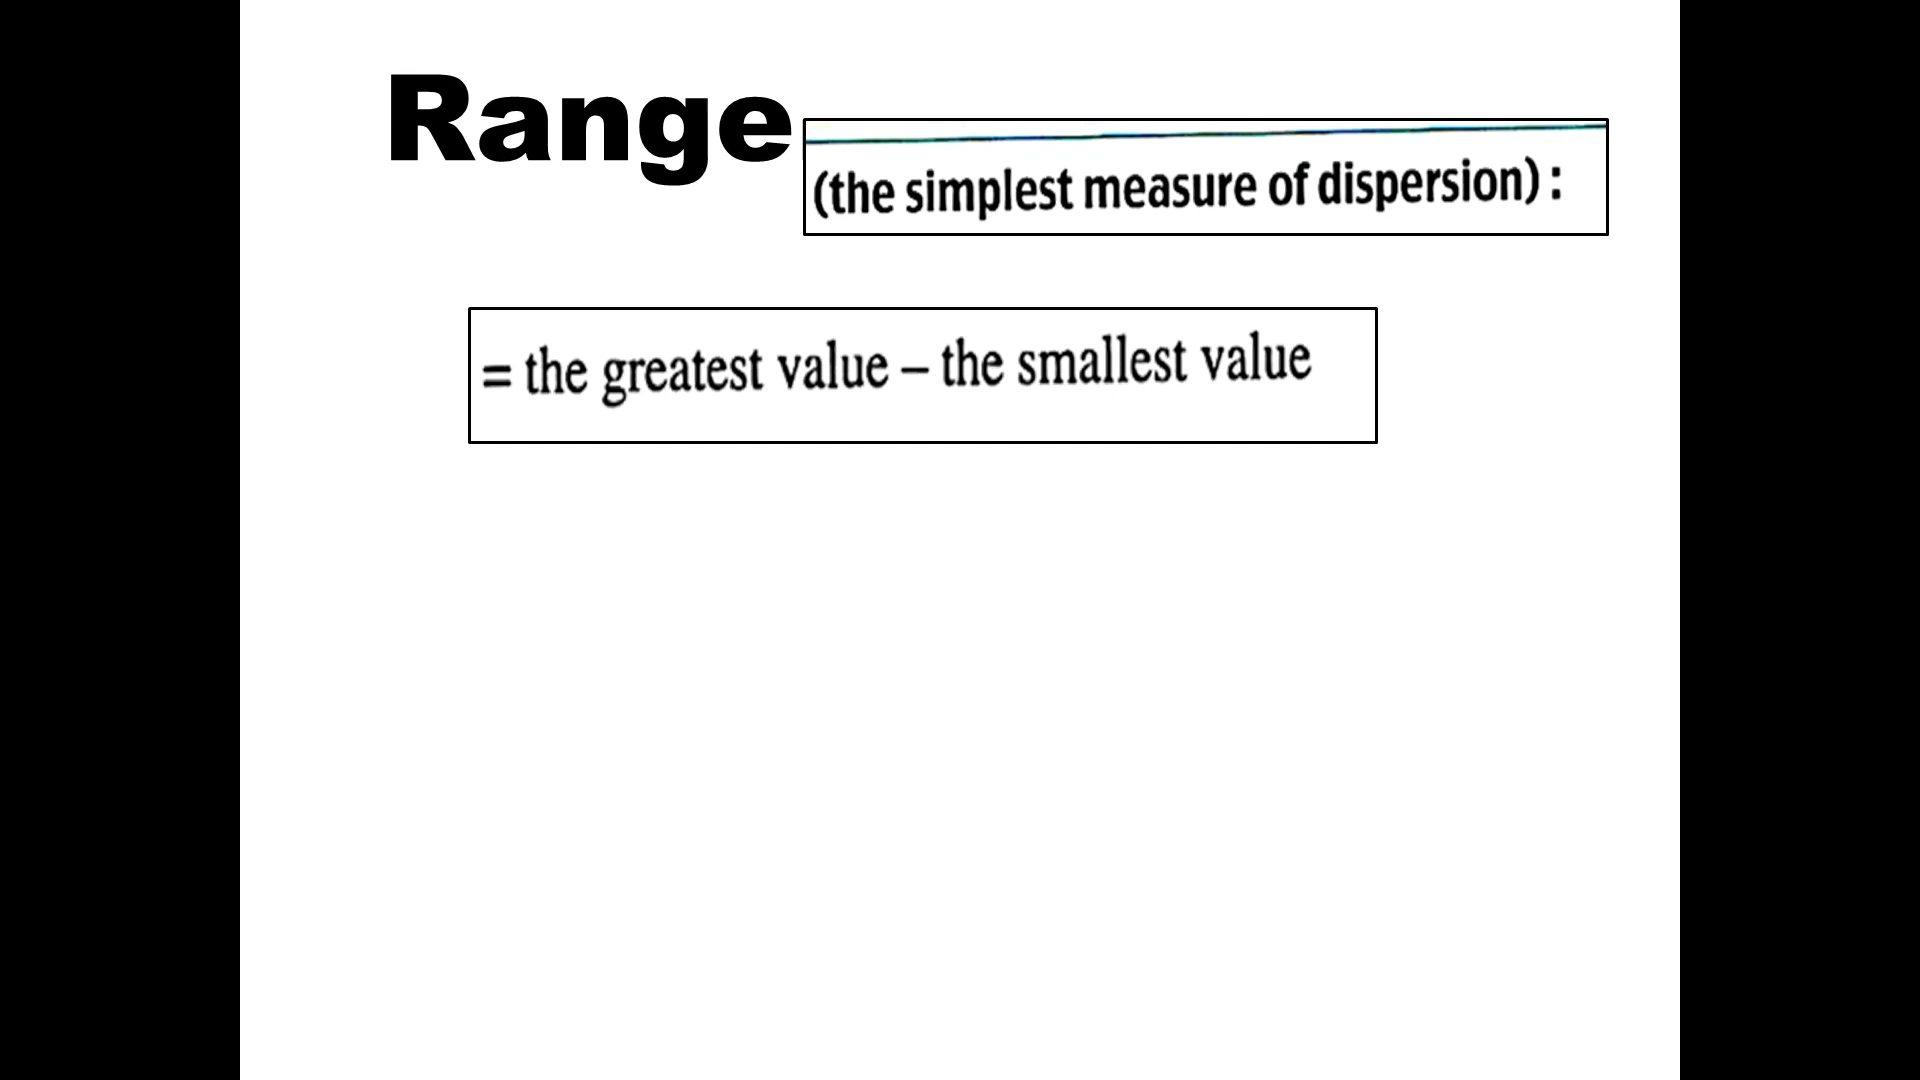 Range (the simplest measure of dispersion) :
= the greatest value – the smallest value